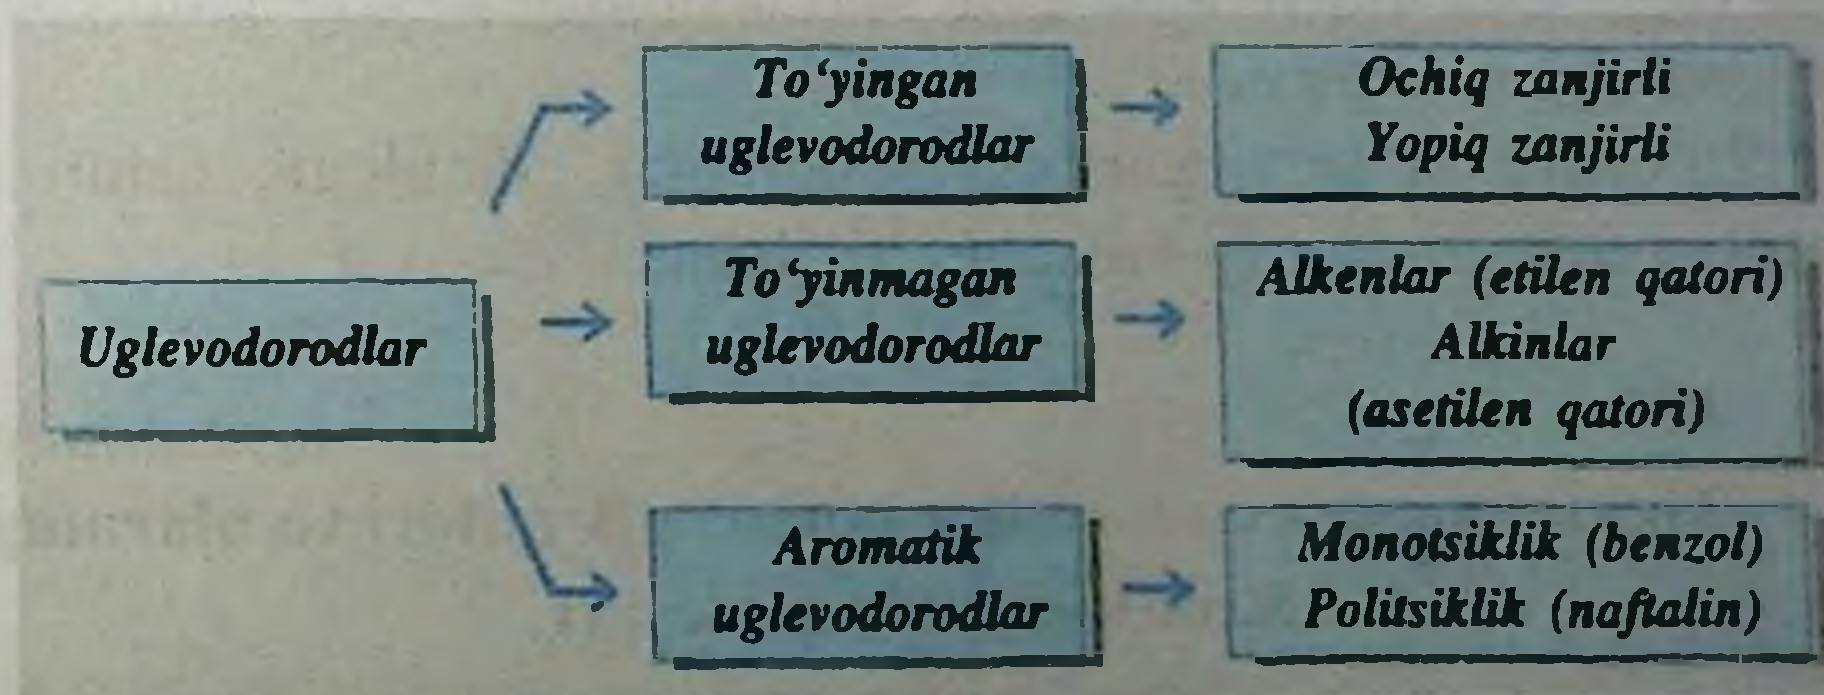 Uglevodorodlar
To‘yingan
uglevodorodlar
Ochiq zanjirli
Yopiq zanjirli
To‘yinmagan
uglevodorodlar
Alkenlar (etilen qatori)
Alkinlar
(asetilen qatori)
Aromatik
uglevodorodlar
Monotsiklik (benzol)
Politsiklik (naftalin)